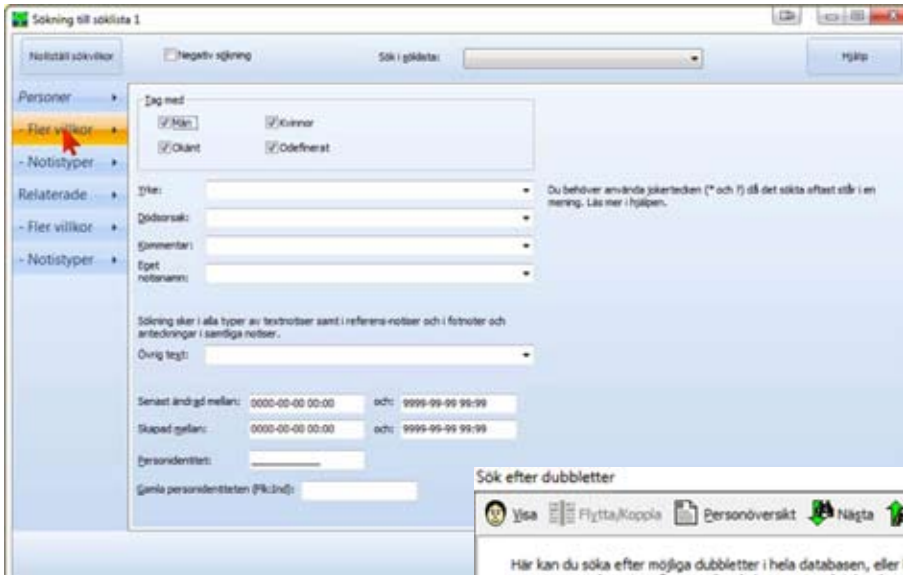 Sökning till söklista 1
Nollställ sökvillkor
Negativ sökning
Sök i söklista:
Hjälp
Personer
- Fler villkor
- Notistyper
Relaterade
- Fler villkor
- Notistyper
Tag med
Män
Kvinnor
Okänt
Odefinerat
Yrke:
Dödsorsak:
Kommentar:
Eget
notisnamn:
Du behöver använda jokertecken (* och ?) då det sökta oftast står i en
mening. Läs mer i hjälpen.
Sökning sker i alla typer av textnotiser samt i referens-notiser och i fotnoter och
anteckningar i samtliga notiser.
Övrig text:
Senast ändrad mellan: 0000-00-00 00:00 och: 9999-99-99 99:99
Skapad mellan: 0000-00-00 00:00 och: 9999-99-99 99:99
Personidentitet:
Gamla personidentiteten (Plk:Ind):
Sök efter dubbletter
Visa Flytta/Koppla Personöversikt Nästa
Här kan du söka efter möjliga dubbletter i hela databasen, eller